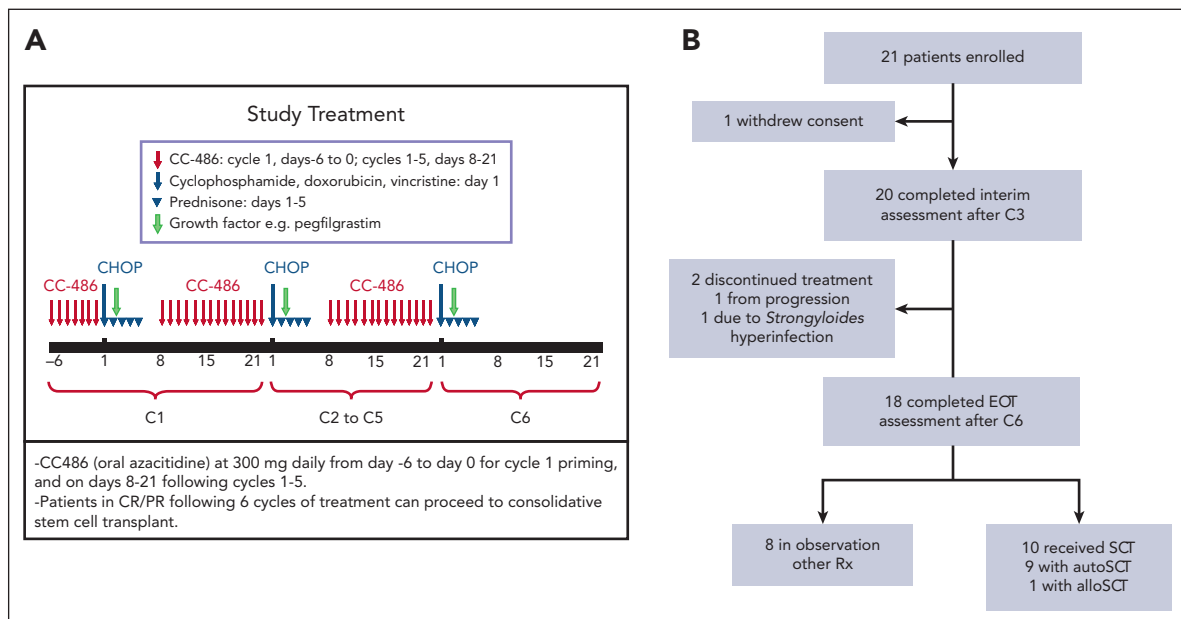 A
Study Treatment
CC-486: cycle 1, days-6 to 0; cycles 1-5, days 8-21
Cyclophosphamide, doxorubicin, vincristine: day 1
Prednisone: days 1-5
Growth factor e.g. pegfilgrastim
CHOP CHOP CHOP
CC-486 CC-486 CC-486
–6 1 8 15 21 1 8 15 21 1 8 15 21
C1 C2 to C5 C6
-CC486 (oral azacitidine) at 300 mg daily from day -6 to day 0 for cycle 1 priming,
and on days 8-21 following cycles 1-5.
-Patients in CR/PR following 6 cycles of treatment can proceed to consolidative
stem cell transplant.
B
21 patients enrolled
1 withdrew consent
20 completed interim
assessment after C3
2 discontinued treatment
1 from progression
1 due to Strongyloides
hyperinfection
18 completed EOT
assessment after C6
8 in observation
other Rx
10 received SCT
9 with autoSCT
1 with alloSCT